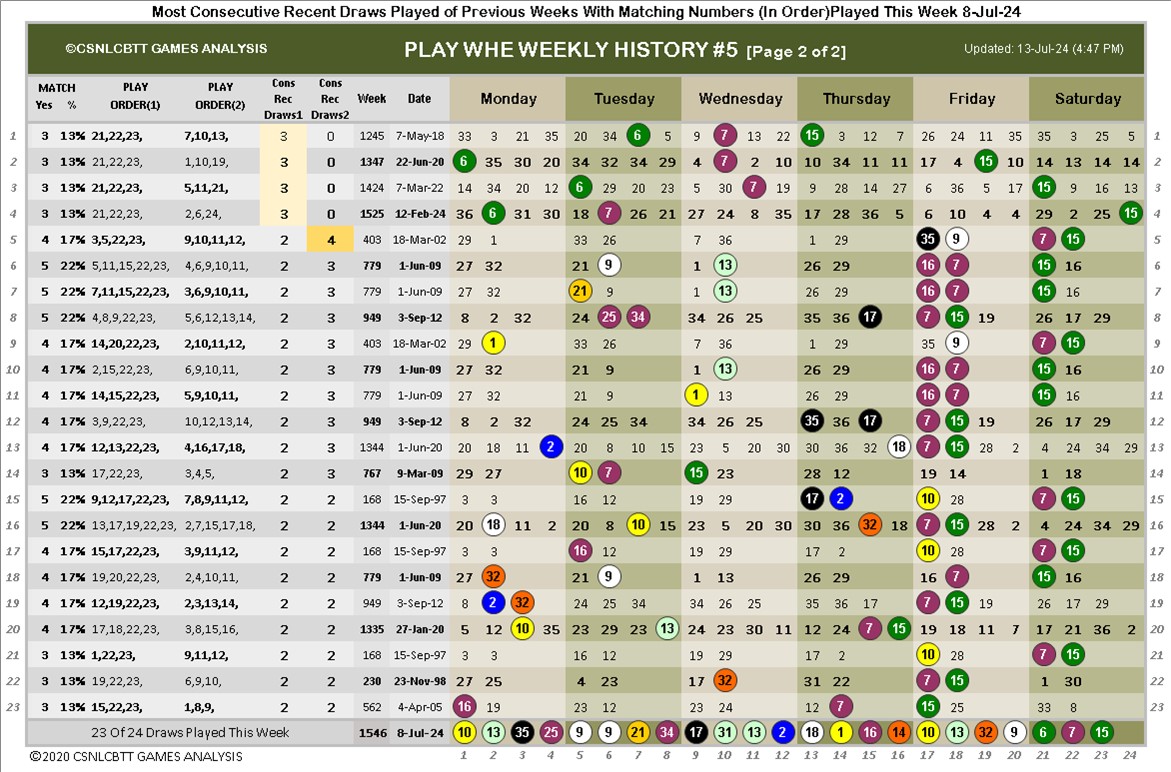 Most Consecutive Recent Draws Played of Previous Weeks With Matching Numbers (In Order)Played This Week 8-Jul-24
©CSNLCBTT GAMES ANALYSIS PLAY WHE WEEKLY HISTORY #5 [Page 2 of 2] Updated: 13-Jul-24 (4:47 PM)
MATCH Yes % PLAY ORDER(1) PLAY ORDER(2) Cons Rec Draws1 Cons Rec Draws2 Week Date Monday Tuesday Wednesday Thursday Friday Saturday
1 3 13% 21,22,23, 7,10,13, 3 0 1245 7-May-18 33 3 21 35 20 34 6 5 9 10 13 22 15 3 12 7 26 24 11 35 35 3 25 5 1
2 3 13% 21,22,23, 1,10,19, 3 0 1347 22-Jun-20 6 35 30 20 34 32 34 29 4 7 2 10 10 34 11 11 17 4 15 10 14 13 14 14 2
3 3 13% 21,22,23, 5,11,21, 3 0 1424 7-Mar-22 14 34 20 12 6 29 20 23 5 30 7 19 9 28 14 27 6 36 5 17 15 9 16 13 3
4 3 13% 21,22,23, 2,6,24, 3 0 1525 12-Feb-24 36 6 31 30 18 7 26 21 27 24 8 35 17 28 36 5 6 10 4 4 29 2 25 15 4
5 4 17% 3,5,22,23, 9,10,11,12, 2 4 403 18-Mar-02 29 1 33 26 7 36 1 29 35 9 7 15 5
6 5 22% 5,11,15,22,23, 4,6,9,10,11, 2 3 779 1-Jun-09 27 32 21 9 1 13 26 29 16 7 15 16 6
7 5 22% 7,11,15,22,23, 3,6,9,10,11, 2 3 779 1-Jun-09 27 32 21 9 1 13 26 29 16 7 15 16 7
8 5 22% 4,8,9,22,23, 5,6,12,13,14, 2 3 949 3-Sep-12 8 2 32 24 25 34 34 26 25 35 36 17 7 15 19 26 17 29 8
9 4 17% 14,20,22,23, 2,10,11,12, 2 3 403 18-Mar-02 29 1 33 26 7 36 1 29 35 9 7 15 9
10 4 17% 2,15,22,23, 6,9,10,11, 2 3 779 1-Jun-09 27 32 21 9 1 13 26 29 16 7 15 16 10
11 4 17% 14,15,22,23, 5,9,10,11, 2 3 779 1-Jun-09 27 32 21 9 1 13 26 29 16 7 15 16 11
12 4 17% 3,9,22,23, 10,12,13,14, 2 3 949 3-Sep-12 8 2 32 24 25 34 34 26 25 35 36 17 7 15 19 26 17 29 12
13 4 17% 12,13,22,23, 4,16,17,18, 2 3 1344 1-Jun-20 20 18 11 2 20 8 10 15 23 5 20 30 30 36 32 18 7 15 28 2 4 24 34 29 13
14 3 13% 17,22,23, 3,4,5, 2 3 767 9-Mar-09 29 27 10 7 15 23 28 12 19 14 1 18 14
15 5 22% 9,12,17,22,23, 7,8,9,11,12, 2 2 168 15-Sep-97 3 3 16 12 19 29 17 2 10 28 7 15 15
16 5 22% 13,17,19,22,23, 2,7,15,17,18, 2 2 1344 1-Jun-20 20 18 11 2 20 8 10 15 23 5 20 30 30 36 32 18 7 15 28 2 4 24 34 29 16
17 4 17% 15,17,22,23, 3,9,11,12, 2 2 168 15-Sep-97 3 3 16 12 19 29 17 2 10 28 7 15 17
18 4 17% 19,20,22,23, 2,4,10,11, 2 2 779 1-Jun-09 27 32 21 9 1 13 26 29 16 7 15 16 18
19 4 17% 12,19,22,23, 2,3,13,14, 2 2 949 3-Sep-12 8 2 32 24 25 34 34 26 25 35 36 17 7 15 19 26 17 29 19
20 4 17% 17,18,22,23, 3,8,15,16, 2 2 1335 27-Jan-20 5 12 10 35 23 29 23 13 24 23 30 11 12 24 7 15 19 18 11 7 17 21 36 2 20
21 3 13% 1,22,23, 9,11,12, 2 2 168 15-Sep-97 3 3 16 12 19 29 17 2 10 28 7 15 21
22 3 13% 19,22,23, 6,9,10, 2 2 230 23-Nov-98 27 25 4 23 17 32 31 22 7 15 1 30 22
23 3 13% 15,22,23, 1,8,9, 2 2 562 4-Apr-05 16 19 23 12 23 24 12 7 15 25 33 8 23
23 Of 24 Draws Played This Week 1546 8-Jul-24 10 13 35 25 9 9 21 34 17 31 13 2 18 1 16 14 10 13 32 9 6 7 15
©2020 CSNLCBTT GAMES ANALYSIS 1 2 3 4 5 6 7 8 9 10 11 12 13 14 15 16 17 18 19 20 21 22 23 24